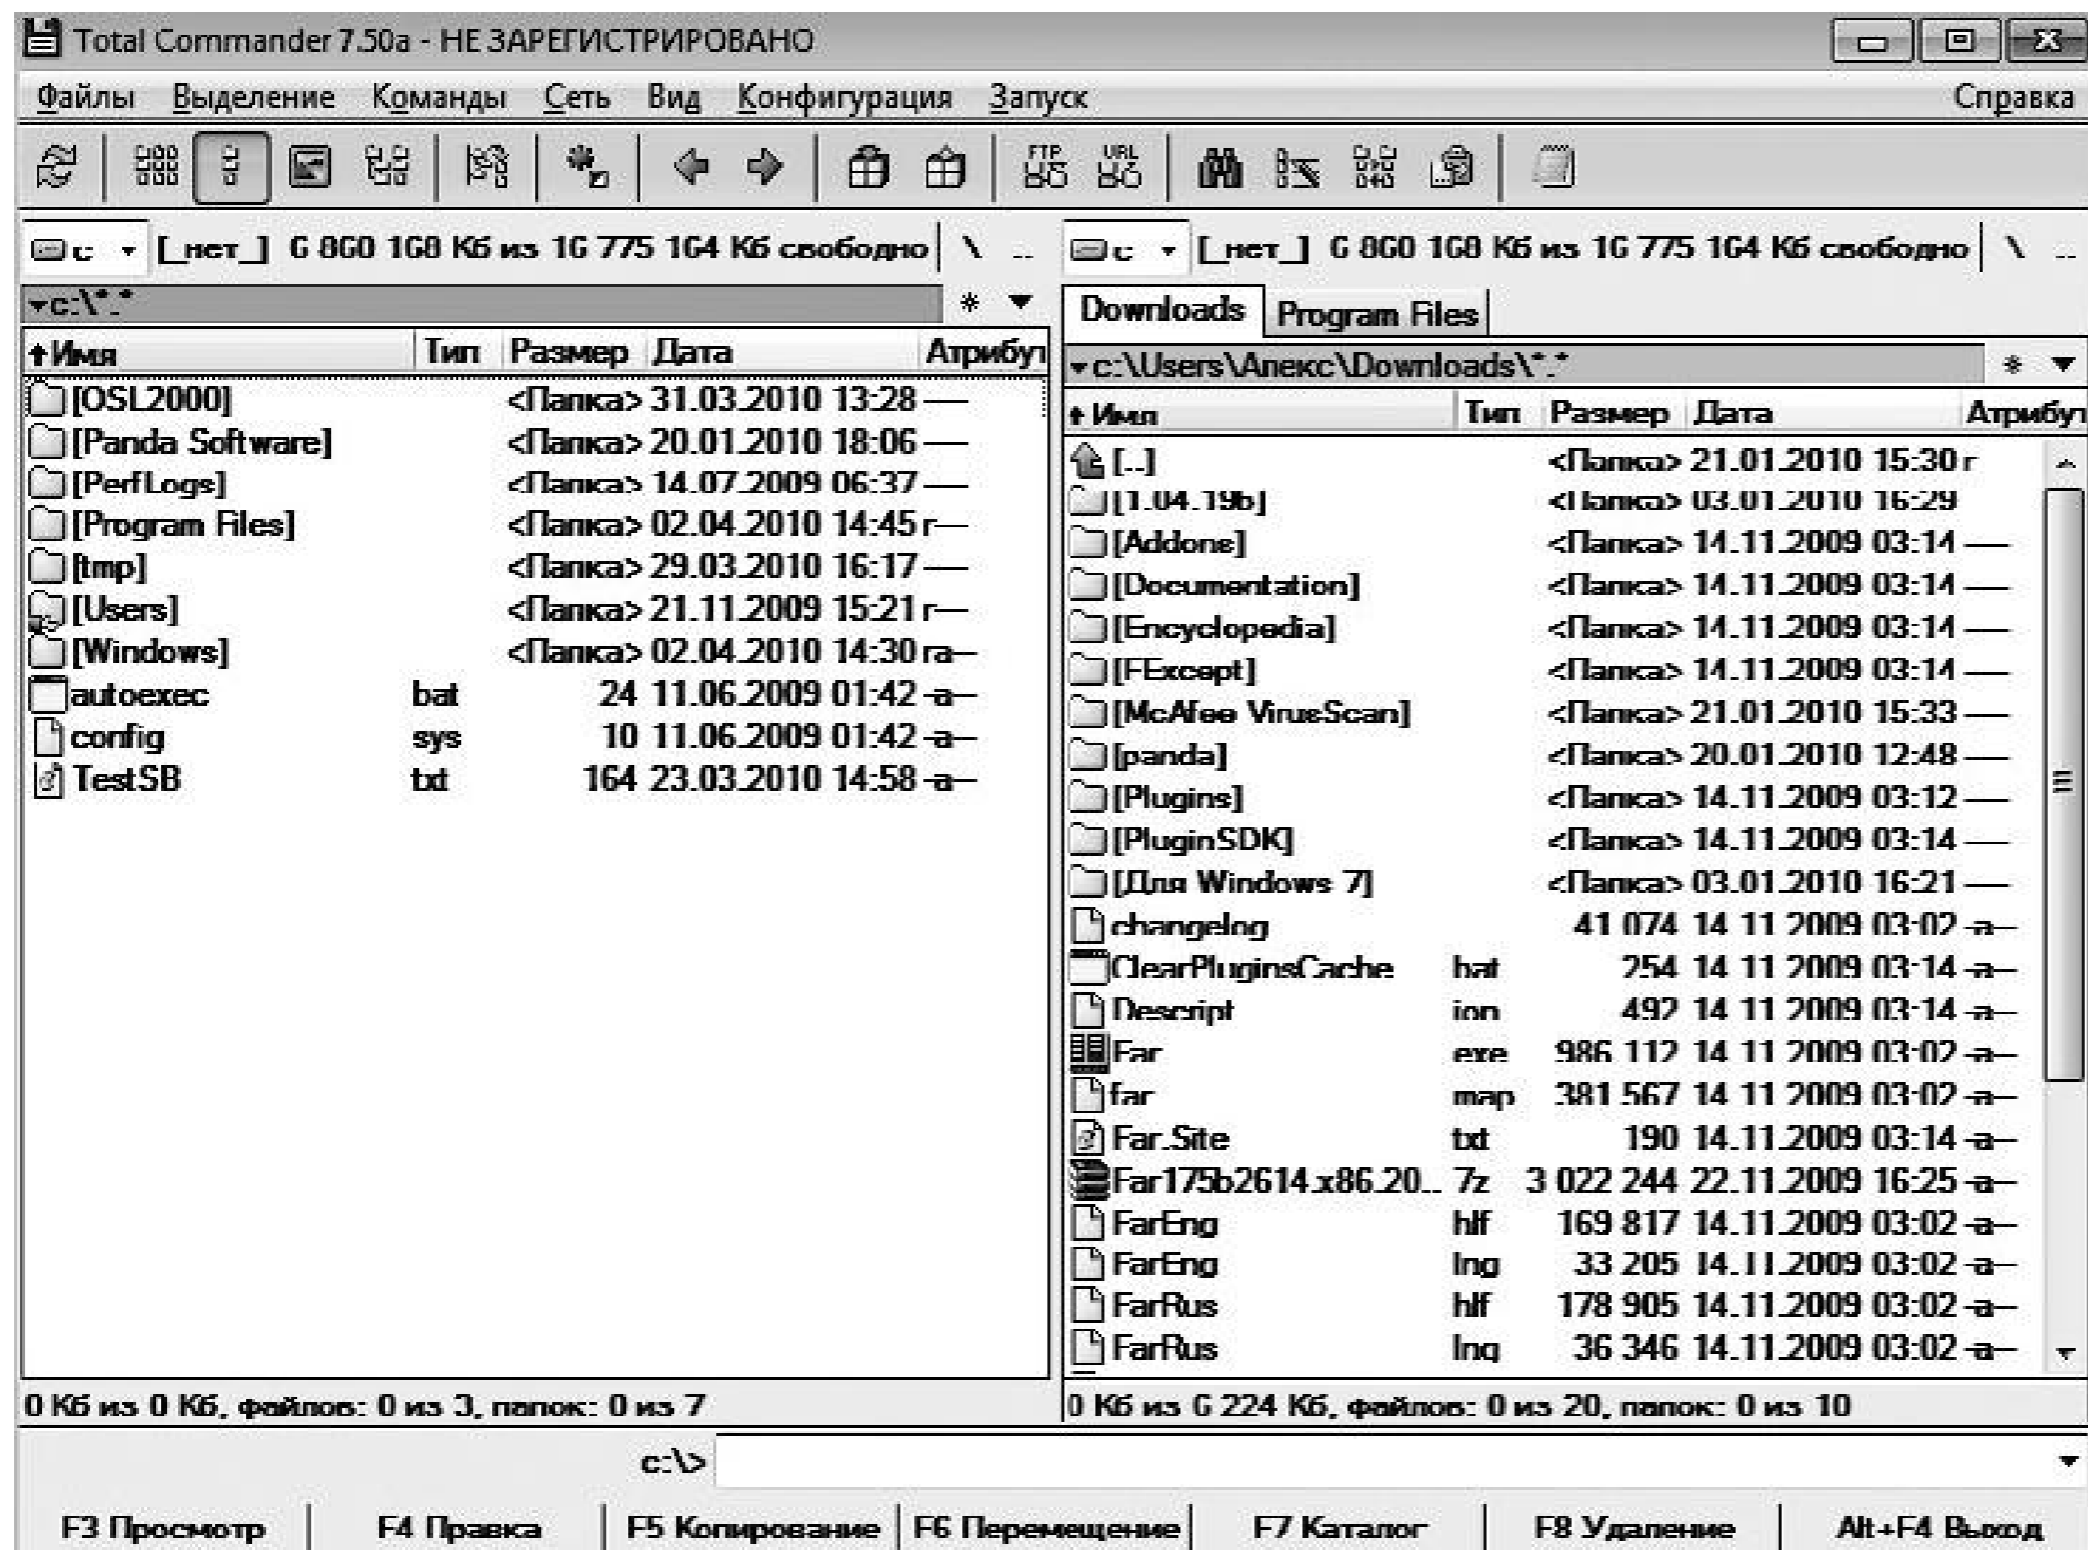 Total Commander 7.50a - НЕ ЗАРЕГИСТРИРОВАНО
Файлы Выделение Команды Сеть Вид Конфигурация Запуск Справка
FTP URL
c [_нет_] 6 860 168 Кб из 16 775 164 Кб свободно \ ..
c:\*.* * ▼
Имя Тип Размер Дата Атрибут
[OSL2000] <Папка> 31.03.2010 13:28 ----
[Panda Software] <Папка> 20.01.2010 18:06 ----
[PerfLogs] <Папка> 14.07.2009 06:37 ----
[Program Files] <Папка> 02.04.2010 14:45 r---
[tmp] <Папка> 29.03.2010 16:17 ----
[Users] <Папка> 21.11.2009 15:21 r---
[Windows] <Папка> 02.04.2010 14:30 ra--
autoexec bat 24 11.06.2009 01:42 -a--
config sys 10 11.06.2009 01:42 -a--
TestSB txt 164 23.03.2010 14:58 -a--
0 Кб из 0 Кб, файлов: 0 из 3, папок: 0 из 7
c [_нет_] 6 860 168 Кб из 16 775 164 Кб свободно \ ..
Downloads Program Files
c:\Users\Алекс\Downloads\*.* * ▼
Имя Тип Размер Дата Атрибут
[..] <Папка> 21.01.2010 15:30 r
[1.04.19b] <Папка> 03.01.2010 16:29
[Addons] <Папка> 14.11.2009 03:14 ----
[Documentation] <Папка> 14.11.2009 03:14 ----
[Encyclopedia] <Папка> 14.11.2009 03:14 ----
[FExcept] <Папка> 14.11.2009 03:14 ----
[McAfee VirusScan] <Папка> 21.01.2010 15:33 ----
[panda] <Папка> 20.01.2010 12:48 ----
[Plugins] <Папка> 14.11.2009 03:12 ----
[PluginSDK] <Папка> 14.11.2009 03:14 ----
[Для Windows 7] <Папка> 03.01.2010 16:21 ----
changelog 41 074 14.11.2009 03:02 -a--
ClearPluginsCache bat 254 14.11.2009 03:14 -a--
Descript ion 492 14.11.2009 03:14 -a--
Far exe 986 112 14.11.2009 03:02 -a--
far map 381 567 14.11.2009 03:02 -a--
Far.Site txt 190 14.11.2009 03:14 -a--
Far175b2614.x86.20.. 7z 3 022 244 22.11.2009 16:25 -a--
FarEng hlf 169 817 14.11.2009 03:02 -a--
FarEng lng 33 205 14.11.2009 03:02 -a--
FarRus hlf 178 905 14.11.2009 03:02 -a--
FarRus lng 36 346 14.11.2009 03:02 -a--
0 Кб из 6 224 Кб, файлов: 0 из 20, папок: 0 из 10
c:\>
F3 Просмотр F4 Правка F5 Копирование F6 Перемещение F7 Каталог F8 Удаление Alt+F4 Выход